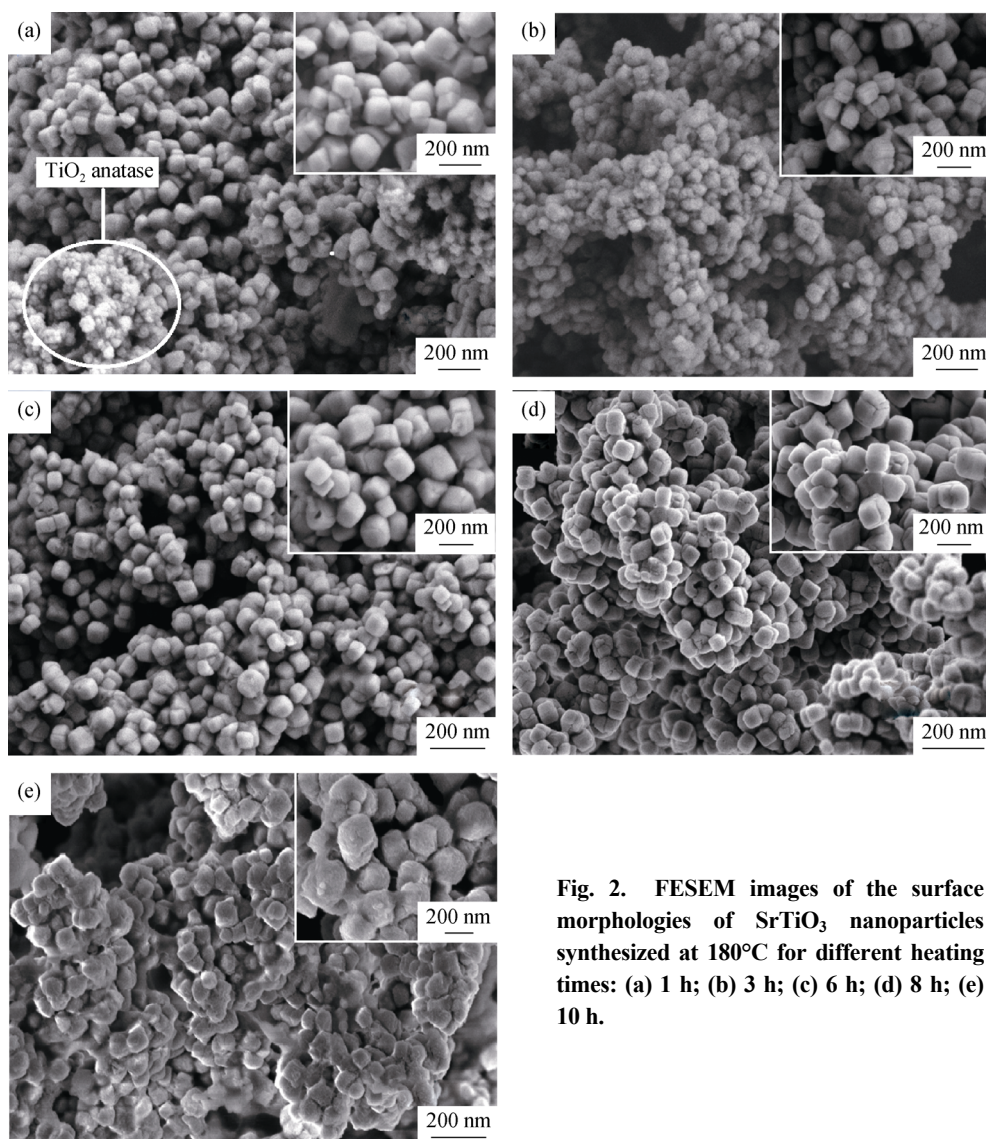 (a)
200 nm
TiO₂ anatase
200 nm
(b)
200 nm
200 nm
(c)
200 nm
200 nm
(d)
200 nm
200 nm
(e)
200 nm
200 nm
Fig. 2. FESEM images of the surface
morphologies of SrTiO₃ nanoparticles
synthesized at 180°C for different heating
times: (a) 1 h; (b) 3 h; (c) 6 h; (d) 8 h; (e)
10 h.